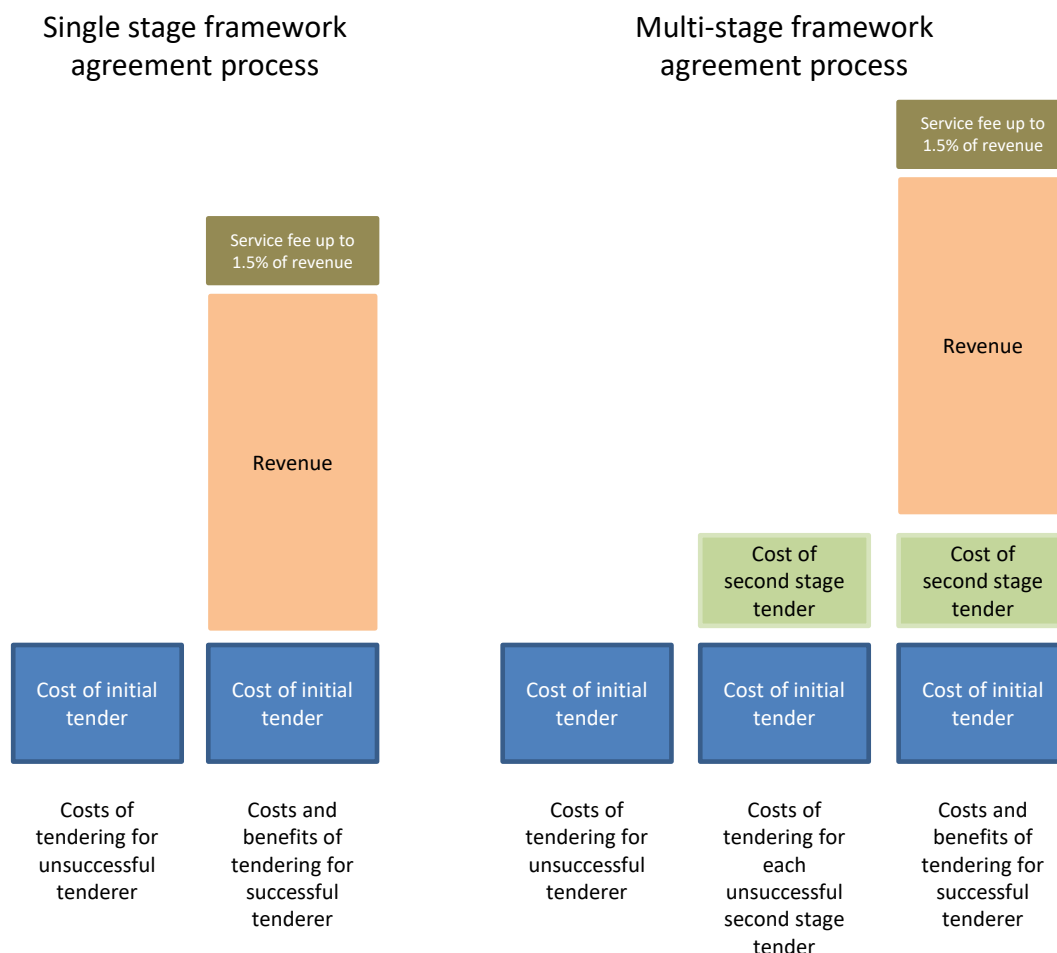 Single stage framework
agreement process
Multi-stage framework
agreement process
Service fee up to
1.5% of revenue
Revenue
Cost of initial
tender
Cost of initial
tender
Costs of
tendering for
unsuccessful
tenderer
Costs and
benefits of
tendering for
successful
tenderer
Service fee up to
1.5% of revenue
Revenue
Cost of
second stage
tender
Cost of
second stage
tender
Cost of initial
tender
Cost of initial
tender
Cost of initial
tender
Costs of
tendering for
unsuccessful
tenderer
Costs of
tendering for
each
unsuccessful
second stage
tender
Costs and
benefits of
tendering for
successful
tenderer